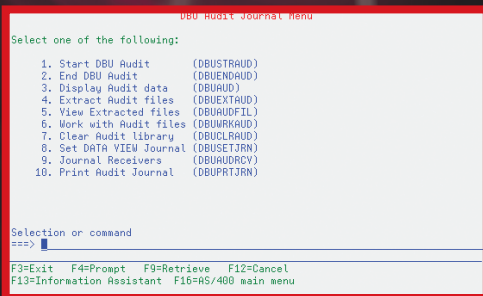 DBU Audit Journal Menu
Select one of the following:
1. Start DBU Audit (DBUSTRAUD)
2. End DBU Audit (DBUENDAUD)
3. Display Audit data (DBUAUD)
4. Extract Audit files (DBUEXTAUD)
5. View Extracted files (DBUAUDFIL)
6. Work with Audit files (DBUWRKAUD)
7. Clear Audit library (DBUCLRAUD)
8. Set DATA VIEW Journal (DBUSETJRN)
9. Journal Receivers (DBUAUDRCV)
10. Print Audit Journal (DBUPRTJRN)
Selection or command
===>
F3=Exit F4=Prompt F9=Retrieve F12=Cancel
F13=Information Assistant F16=AS/400 main menu